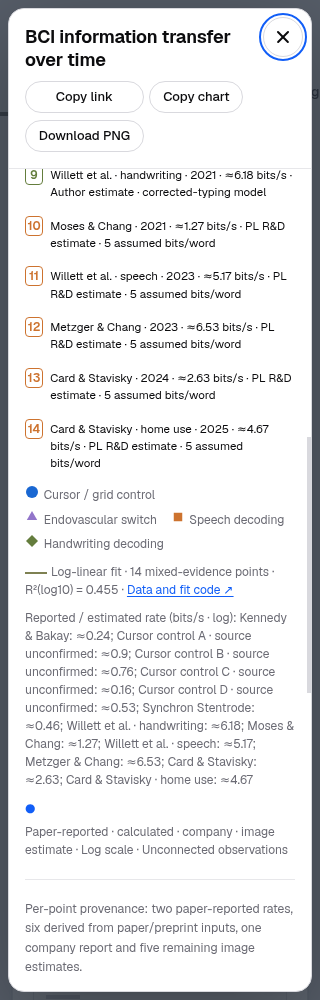 BCI information transfer
over time
Copy link
Copy chart
Download PNG
9 Willett et al. · handwriting · 2021 · ≈6.18 bits/s ·
Author estimate · corrected-typing model
10 Moses & Chang · 2021 · ≈1.27 bits/s · PL R&D
estimate · 5 assumed bits/word
11 Willett et al. · speech · 2023 · ≈5.17 bits/s · PL
R&D estimate · 5 assumed bits/word
12 Metzger & Chang · 2023 · ≈6.53 bits/s · PL
R&D estimate · 5 assumed bits/word
13 Card & Stavisky · 2024 · ≈2.63 bits/s · PL R&D
estimate · 5 assumed bits/word
14 Card & Stavisky · home use · 2025 · ≈4.67
bits/s · PL R&D estimate · 5 assumed
bits/word
Cursor / grid control
Endovascular switch
Speech decoding
Handwriting decoding
Log-linear fit · 14 mixed-evidence points ·
R²(log10) = 0.455 · Data and fit code ↗
Reported / estimated rate (bits/s · log): Kennedy
& Bakay: ≈0.24; Cursor control A · source
unconfirmed: ≈0.9; Cursor control B · source
unconfirmed: ≈0.76; Cursor control C · source
unconfirmed: ≈0.16; Cursor control D · source
unconfirmed: ≈0.53; Synchron Stentrode:
≈0.46; Willett et al. · handwriting: ≈6.18; Moses &
Chang: ≈1.27; Willett et al. · speech: ≈5.17;
Metzger & Chang: ≈6.53; Card & Stavisky:
≈2.63; Card & Stavisky · home use: ≈4.67
Paper-reported · calculated · company · image
estimate · Log scale · Unconnected observations
Per-point provenance: two paper-reported rates,
six derived from paper/preprint inputs, one
company report and five remaining image
estimates.